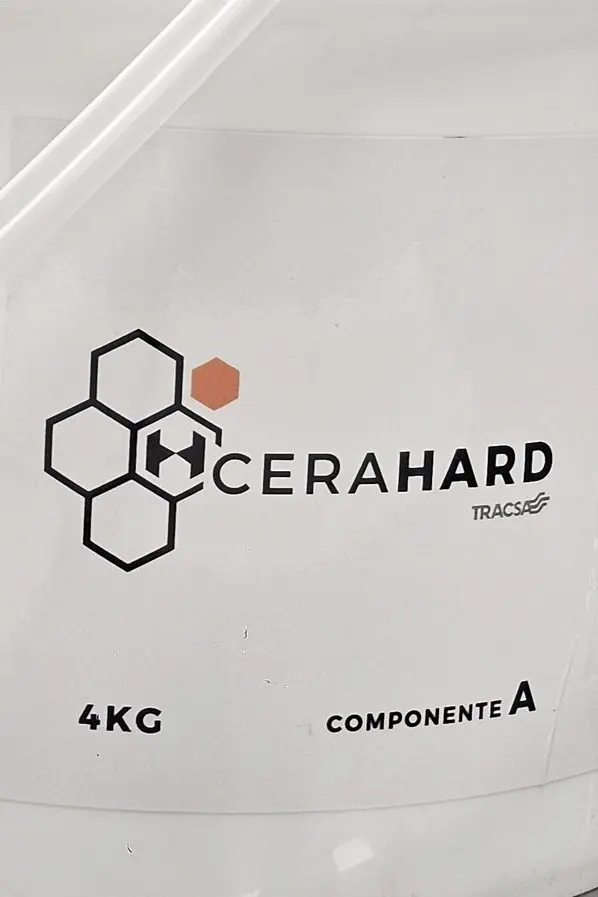 CERAHARD
TRACSA
4KG
COMPONENTE A